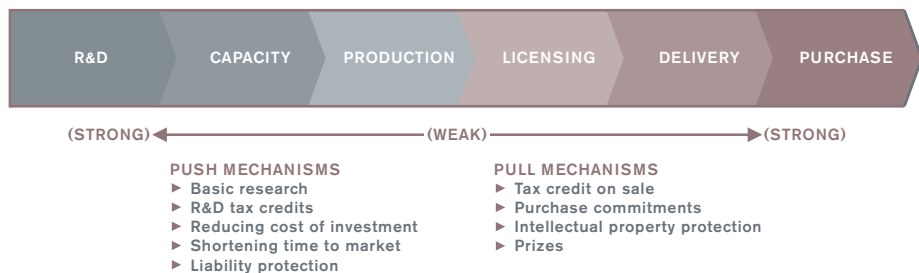 R&D CAPACITY PRODUCTION LICENSING DELIVERY PURCHASE
(STRONG) (WEAK) (STRONG)
PUSH MECHANISMS
► Basic research
► R&D tax credits
► Reducing cost of investment
► Shortening time to market
► Liability protection
PULL MECHANISMS
► Tax credit on sale
► Purchase commitments
► Intellectual property protection
► Prizes